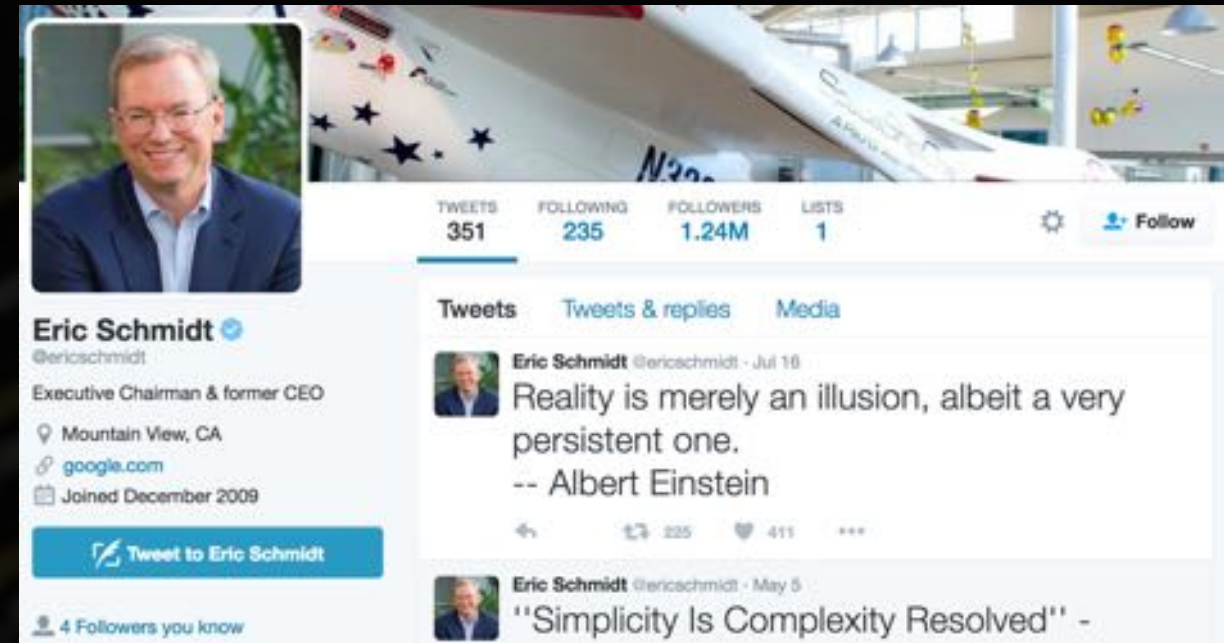 N32
TWEETS FOLLOWING FOLLOWERS LISTS
351 235 1.24M 1
Follow
Eric Schmidt
@ericschmidt
Executive Chairman & former CEO
Mountain View, CA
google.com
Joined December 2009
Tweet to Eric Schmidt
4 Followers you know
Tweets Tweets & replies Media
Eric Schmidt @ericschmidt · Jul 16
Reality is merely an illusion, albeit a very
persistent one.
-- Albert Einstein
225 411
Eric Schmidt @ericschmidt · May 5
''Simplicity Is Complexity Resolved'' -